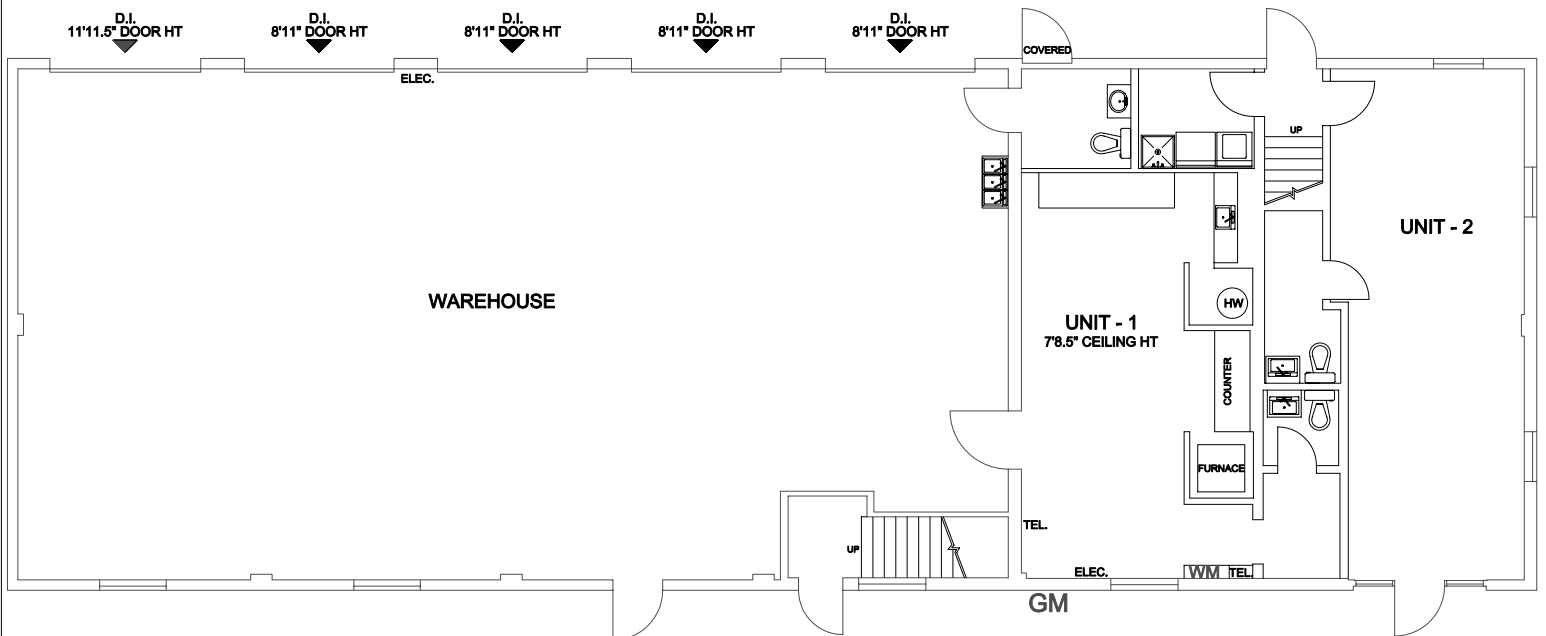 D.I.
11'11.5" DOOR HT
D.I.
8'11" DOOR HT
D.I.
8'11" DOOR HT
D.I.
8'11" DOOR HT
D.I.
8'11" DOOR HT
COVERED
ELEC.
UP
UNIT - 2
WAREHOUSE
HW
UNIT - 1
7'8.5" CEILING HT
COUNTER
FURNACE
TEL.
UP
ELEC.
WM
TEL.
GM